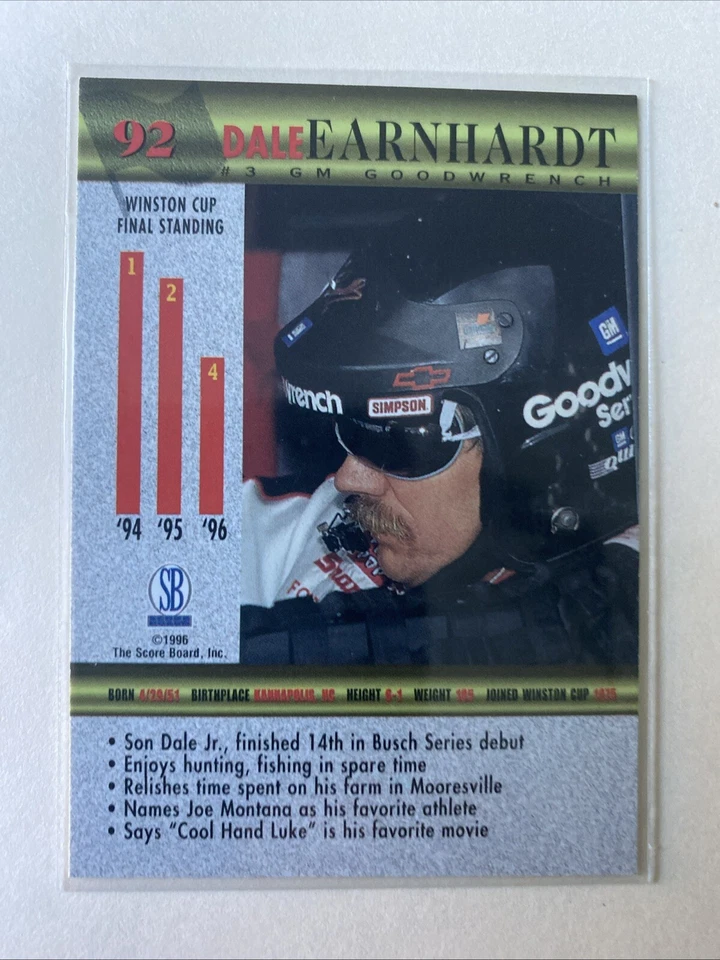 92 DALE EARNHARDT
#3 GM GOODWRENCH
WINSTON CUP
FINAL STANDING
1
2
4
'94 '95 '96
SB
©1996
The Score Board, Inc.
wrench
SIMPSON
GM
Goodw
Ser
BORN 4/29/51 BIRTHPLACE KANNAPOLIS, NC HEIGHT 6-1 WEIGHT 185 JOINED WINSTON CUP 1975
• Son Dale Jr., finished 14th in Busch Series debut
• Enjoys hunting, fishing in spare time
• Relishes time spent on his farm in Mooresville
• Names Joe Montana as his favorite athlete
• Says "Cool Hand Luke" is his favorite movie